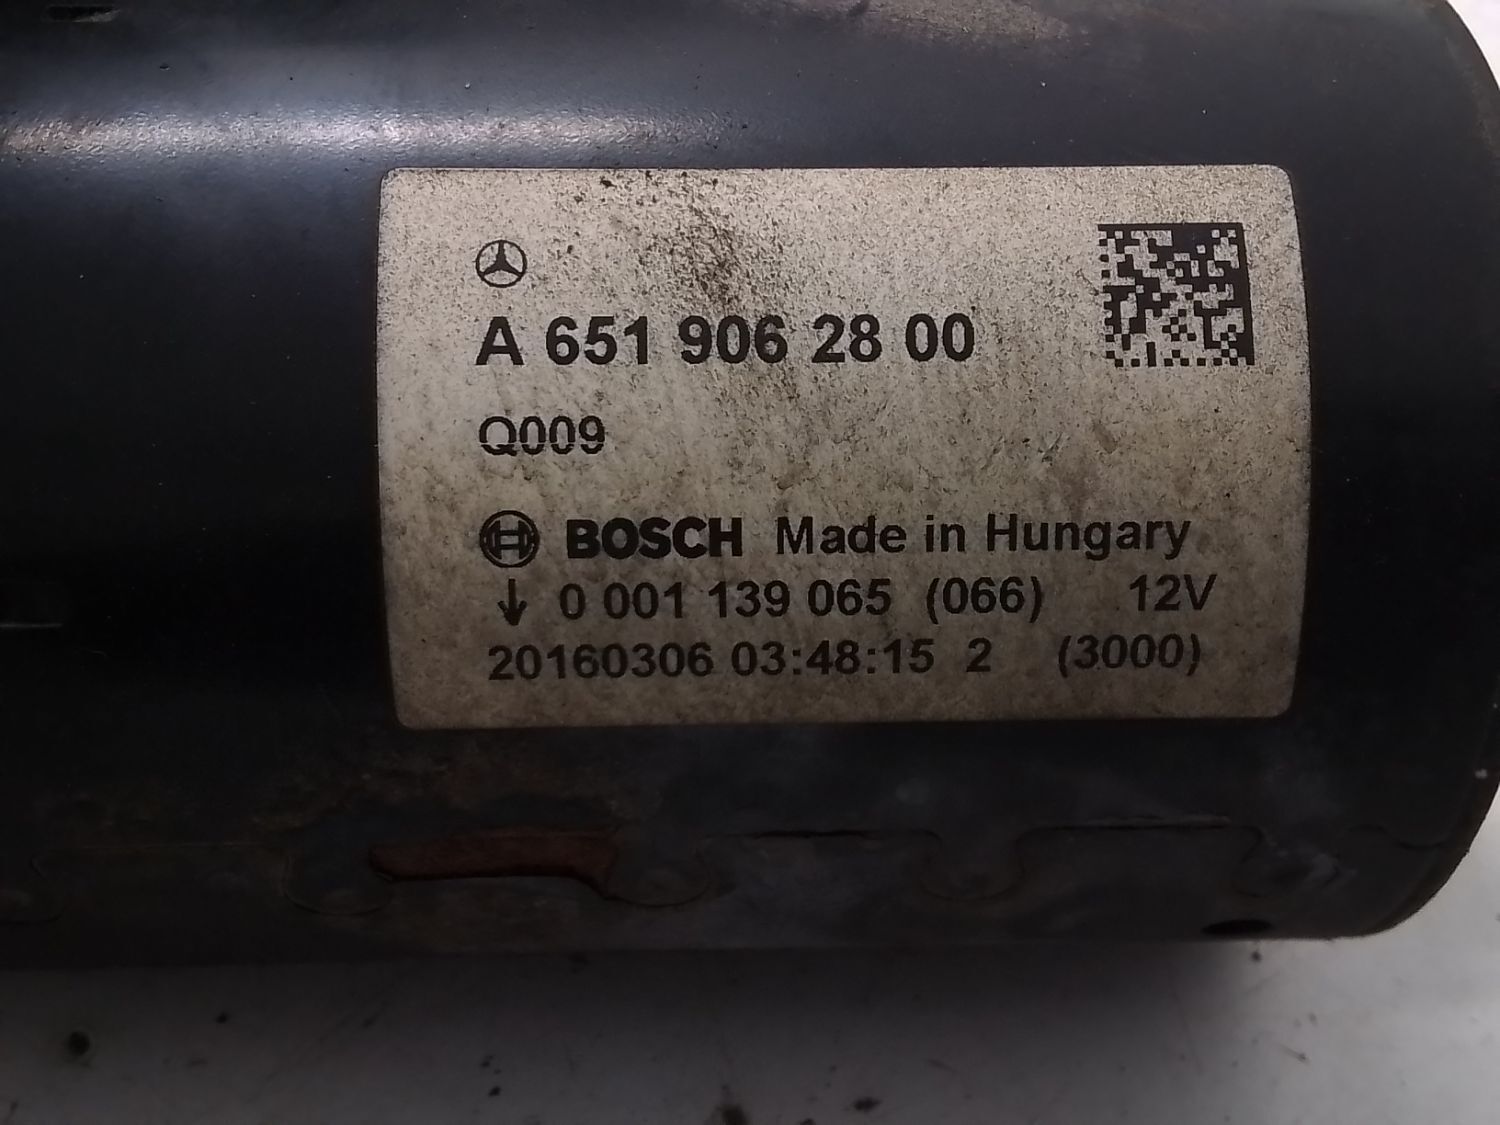 A 651 906 28 00
Q009
BOSCH Made in Hungary
↓ 0 001 139 065 (066) 12V
20160306 03:48:15 2 (3000)